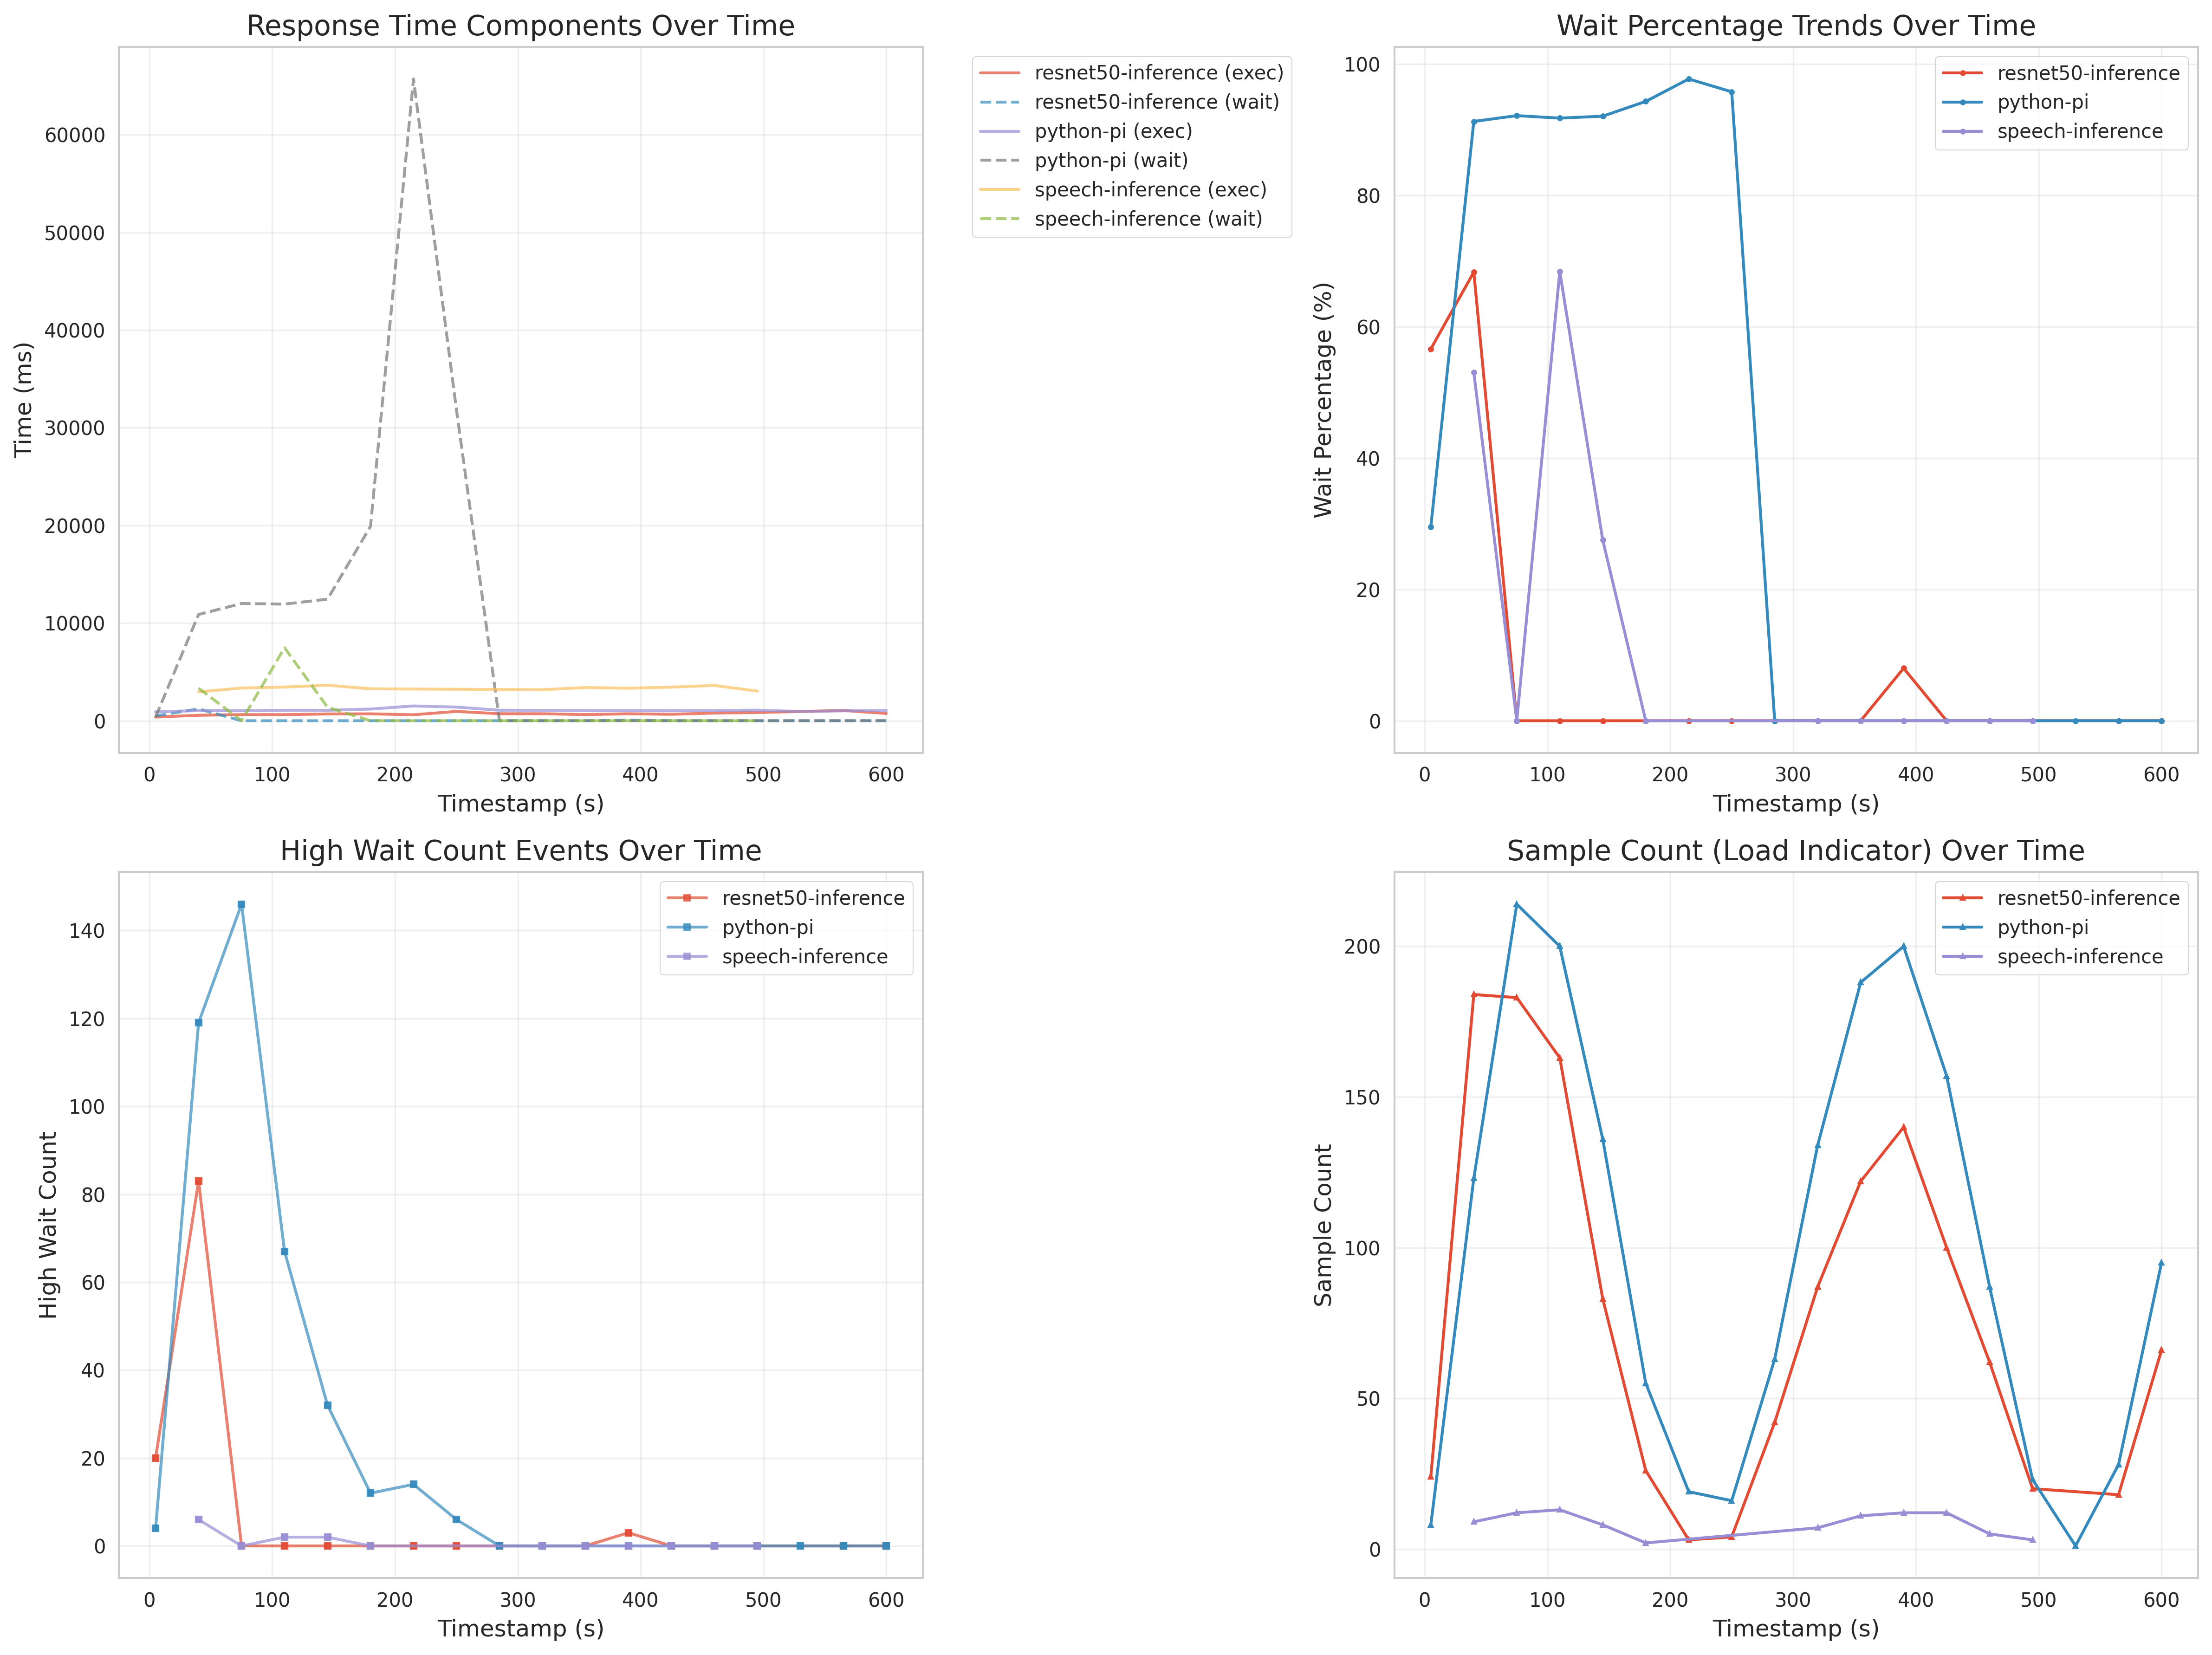 Response Time Components Over Time
Time (ms)
60000
50000
40000
30000
20000
10000
0
0 100 200 300 400 500 600
Timestamp (s)
resnet50-inference (exec)
resnet50-inference (wait)
python-pi (exec)
python-pi (wait)
speech-inference (exec)
speech-inference (wait)
Wait Percentage Trends Over Time
Wait Percentage (%)
100
80
60
40
20
0
0 100 200 300 400 500 600
Timestamp (s)
resnet50-inference
python-pi
speech-inference
High Wait Count Events Over Time
High Wait Count
140
120
100
80
60
40
20
0
0 100 200 300 400 500 600
Timestamp (s)
resnet50-inference
python-pi
speech-inference
Sample Count (Load Indicator) Over Time
Sample Count
200
150
100
50
0
0 100 200 300 400 500 600
Timestamp (s)
resnet50-inference
python-pi
speech-inference